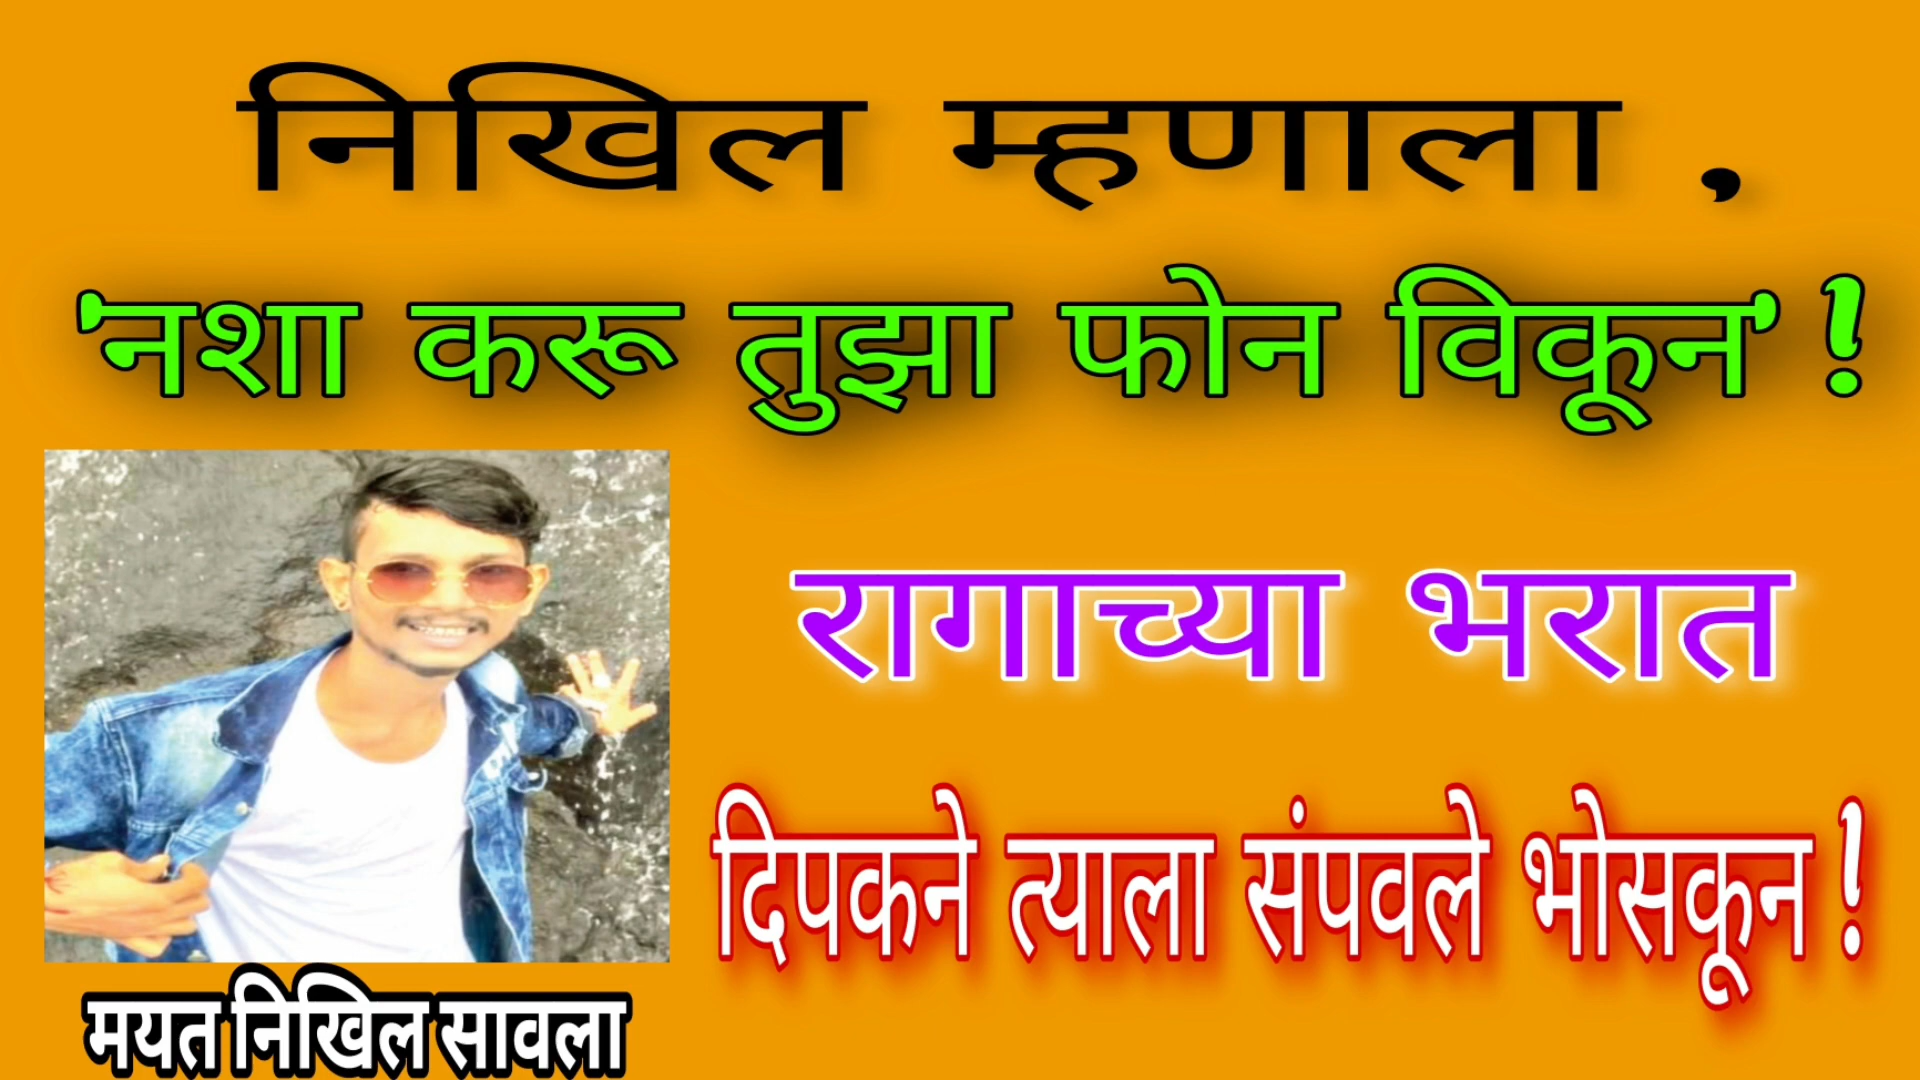 निखिल म्हणाला ,
'नशा करू तुझा फोन विकून' !
रागाच्या भरात
दिपकने त्याला संपवले भोसकून !
मयत निखिल सावला